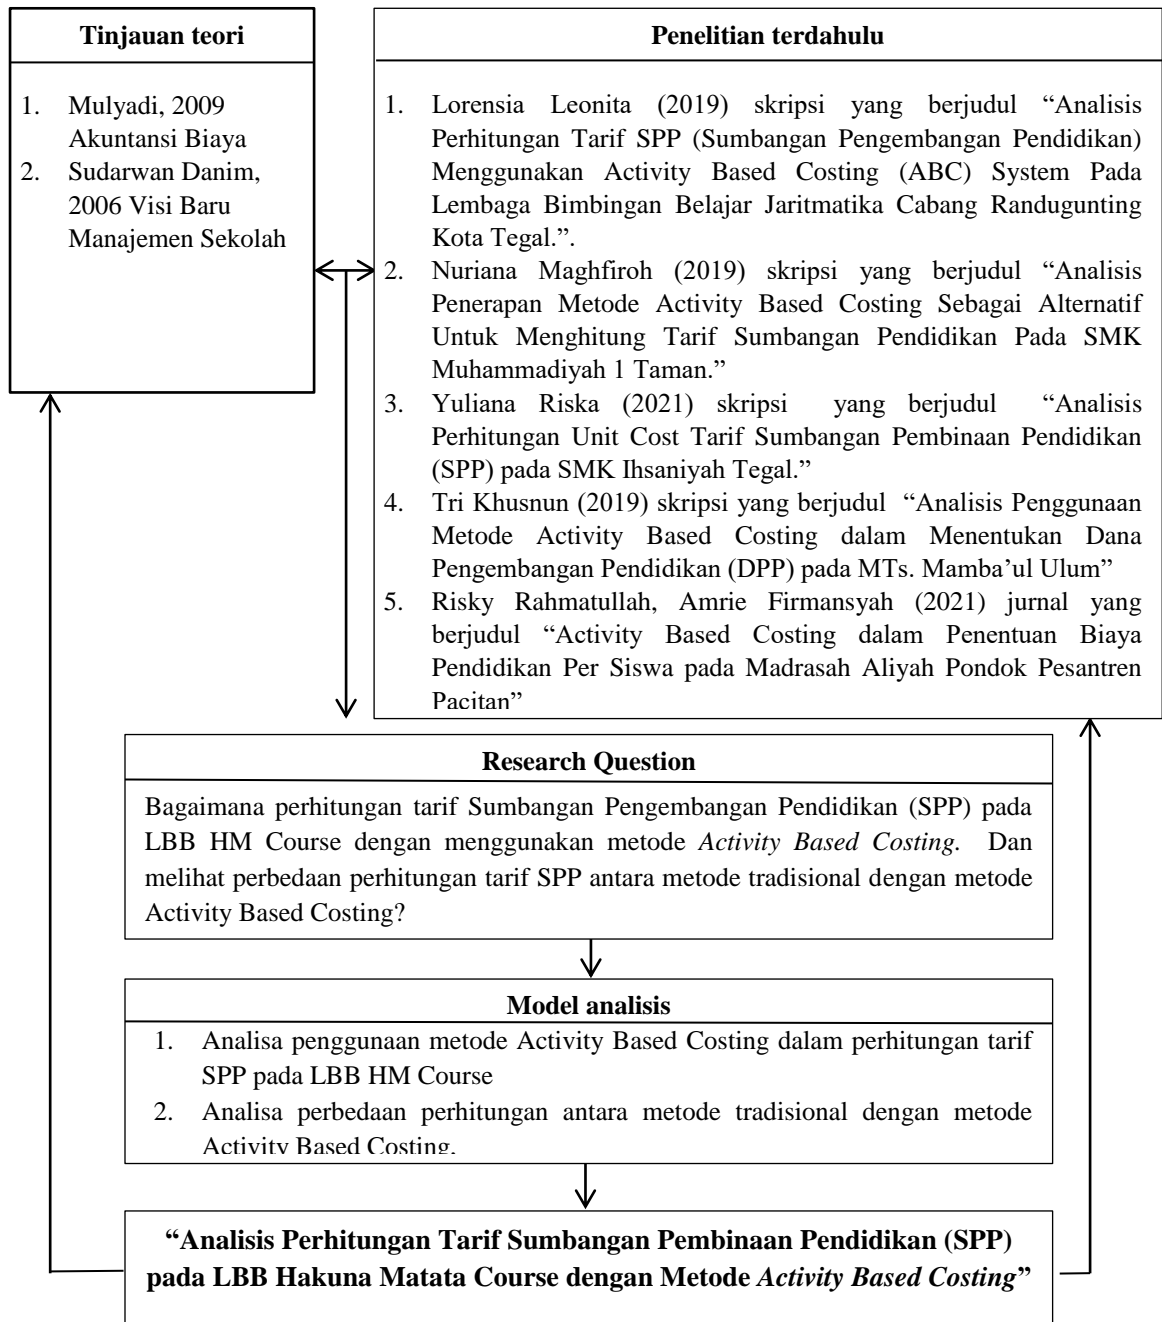 Tinjauan teori
1. Mulyadi, 2009
Akuntansi Biaya
2. Sudarwan Danim,
2006 Visi Baru
Manajemen Sekolah
Penelitian terdahulu
1. Lorensia Leonita (2019) skripsi yang berjudul “Analisis
Perhitungan Tarif SPP (Sumbangan Pengembangan Pendidikan)
Menggunakan Activity Based Costing (ABC) System Pada
Lembaga Bimbingan Belajar Jaritmatika Cabang Randugunting
Kota Tegal.”.
2. Nuriana Maghfiroh (2019) skripsi yang berjudul “Analisis
Penerapan Metode Activity Based Costing Sebagai Alternatif
Untuk Menghitung Tarif Sumbangan Pendidikan Pada SMK
Muhammadiyah 1 Taman.”
3. Yuliana Riska (2021) skripsi yang berjudul “Analisis
Perhitungan Unit Cost Tarif Sumbangan Pembinaan Pendidikan
(SPP) pada SMK Ihsaniyah Tegal.”
4. Tri Khusnun (2019) skripsi yang berjudul “Analisis Penggunaan
Metode Activity Based Costing dalam Menentukan Dana
Pengembangan Pendidikan (DPP) pada MTs. Mamba’ul Ulum”
5. Risky Rahmatullah, Amrie Firmansyah (2021) jurnal yang
berjudul “Activity Based Costing dalam Penentuan Biaya
Pendidikan Per Siswa pada Madrasah Aliyah Pondok Pesantren
Pacitan”
Research Question
Bagaimana perhitungan tarif Sumbangan Pengembangan Pendidikan (SPP) pada
LBB HM Course dengan menggunakan metode Activity Based Costing. Dan
melihat perbedaan perhitungan tarif SPP antara metode tradisional dengan metode
Activity Based Costing?
Model analisis
1. Analisa penggunaan metode Activity Based Costing dalam perhitungan tarif
SPP pada LBB HM Course
2. Analisa perbedaan perhitungan antara metode tradisional dengan metode
Activity Based Costing.
“Analisis Perhitungan Tarif Sumbangan Pembinaan Pendidikan (SPP)
pada LBB Hakuna Matata Course dengan Metode Activity Based Costing”